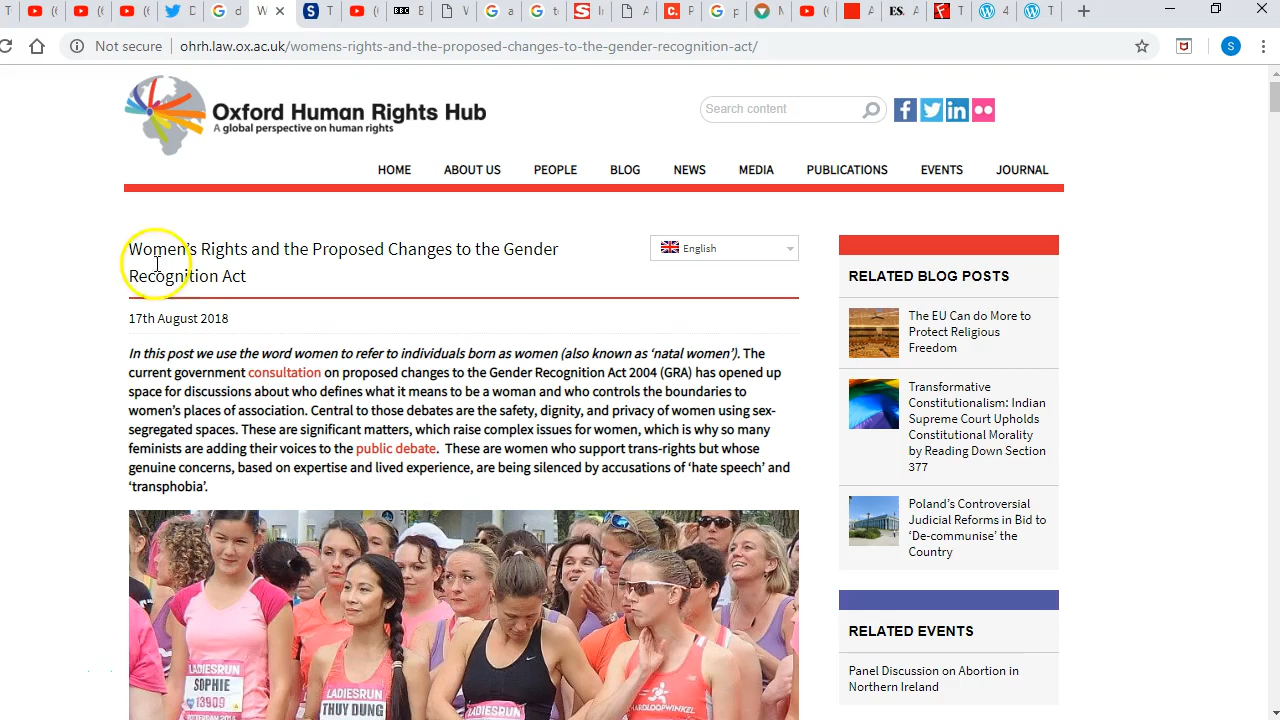 T
(6
(6
(6
D
d
W
T
(
BBC B
V
a
t
S I
A
C. P
p
M
(
A
ES. A
T
4
T
Not secure ohrh.law.ox.ac.uk/womens-rights-and-the-proposed-changes-to-the-gender-recognition-act/
S
Oxford Human Rights Hub
A global perspective on human rights
Search content
HOME ABOUT US PEOPLE BLOG NEWS MEDIA PUBLICATIONS EVENTS JOURNAL
Women's Rights and the Proposed Changes to the Gender
Recognition Act
English
17th August 2018
In this post we use the word women to refer to individuals born as women (also known as ‘natal women’). The
current government consultation on proposed changes to the Gender Recognition Act 2004 (GRA) has opened up
space for discussions about who defines what it means to be a woman and who controls the boundaries to
women’s places of association. Central to those debates are the safety, dignity, and privacy of women using sex-
segregated spaces. These are significant matters, which raise complex issues for women, which is why so many
feminists are adding their voices to the public debate. These are women who support trans-rights but whose
genuine concerns, based on expertise and lived experience, are being silenced by accusations of ‘hate speech’ and
‘transphobia’.
LADIESRUN
SOPHIE
13909
LADIESRUN
THUY DUNG
LADIESRUN
HARDLOOPWINKEL
RELATED BLOG POSTS
The EU Can do More to
Protect Religious
Freedom
Transformative
Constitutionalism: Indian
Supreme Court Upholds
Constitutional Morality
by Reading Down Section
377
Poland’s Controversial
Judicial Reforms in Bid to
‘De-communise’ the
Country
RELATED EVENTS
Panel Discussion on Abortion in
Northern Ireland